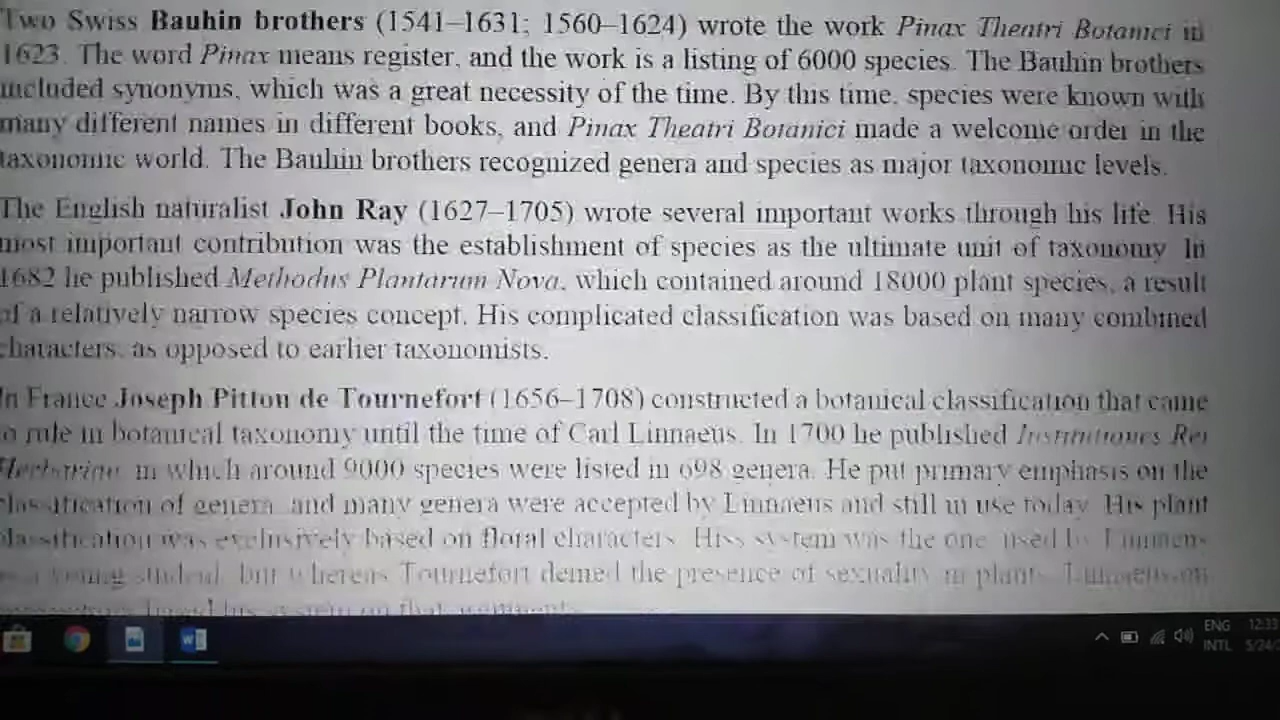 Two Swiss Bauhin brothers (1541–1631; 1560–1624) wrote the work Pinax Theatri Botanici in
1623. The word Pinax means register, and the work is a listing of 6000 species. The Bauhin brothers
included synonyms, which was a great necessity of the time. By this time, species were known with
many different names in different books, and Pinax Theatri Botanici made a welcome order in the
taxonomic world. The Bauhin brothers recognized genera and species as major taxonomic levels.
The English naturalist John Ray (1627–1705) wrote several important works through his life. His
most important contribution was the establishment of species as the ultimate unit of taxonomy. In
1682 he published Methodus Plantarum Nova, which contained around 18000 plant species, a result
of a relatively narrow species concept. His complicated classification was based on many combined
characters, as opposed to earlier taxonomists.
In France Joseph Pitton de Tournefort (1656–1708) constructed a botanical classification that came
to rule in botanical taxonomy until the time of Carl Linnaeus. In 1700 he published Institutiones Rei
Herbariae, in which around 9000 species were listed in 698 genera. He put primary emphasis on the
classification of genera, and many genera were accepted by Linnaeus and still in use today. His plant
classification was exclusively based on floral characters. His system was the one used by Linnaeus
as a young student, but whereas Tournefort denied the presence of sexuality in plants, Linnaeus on
based his system on that
ENG 12:33
INTL 5/24/